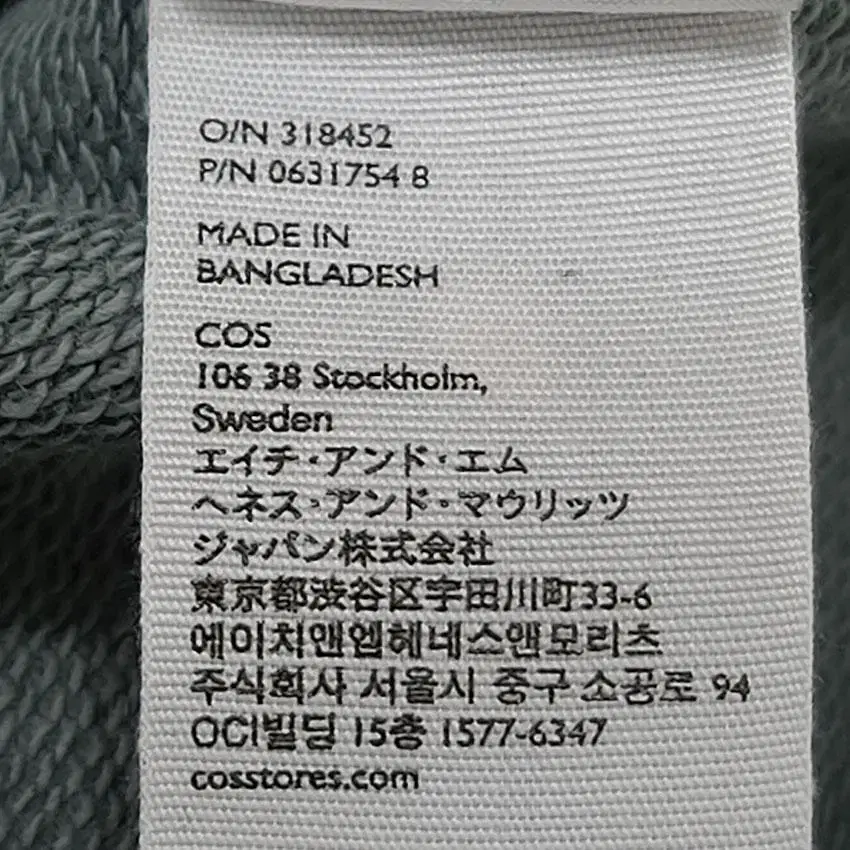 O/N 318452
P/N 0631754 8
MADE IN
BANGLADESH
COS
106 38 Stockholm,
Sweden
エイチ・アンド・エム
ヘネス・アンド・マウリッツ
ジャパン株式会社
東京都渋谷区宇田川町33-6
에이치앤엠헤네스앤모리츠
주식회사 서울시 중구 소공로 94
OCI빌딩 15층 1577-6347
cosstores.com